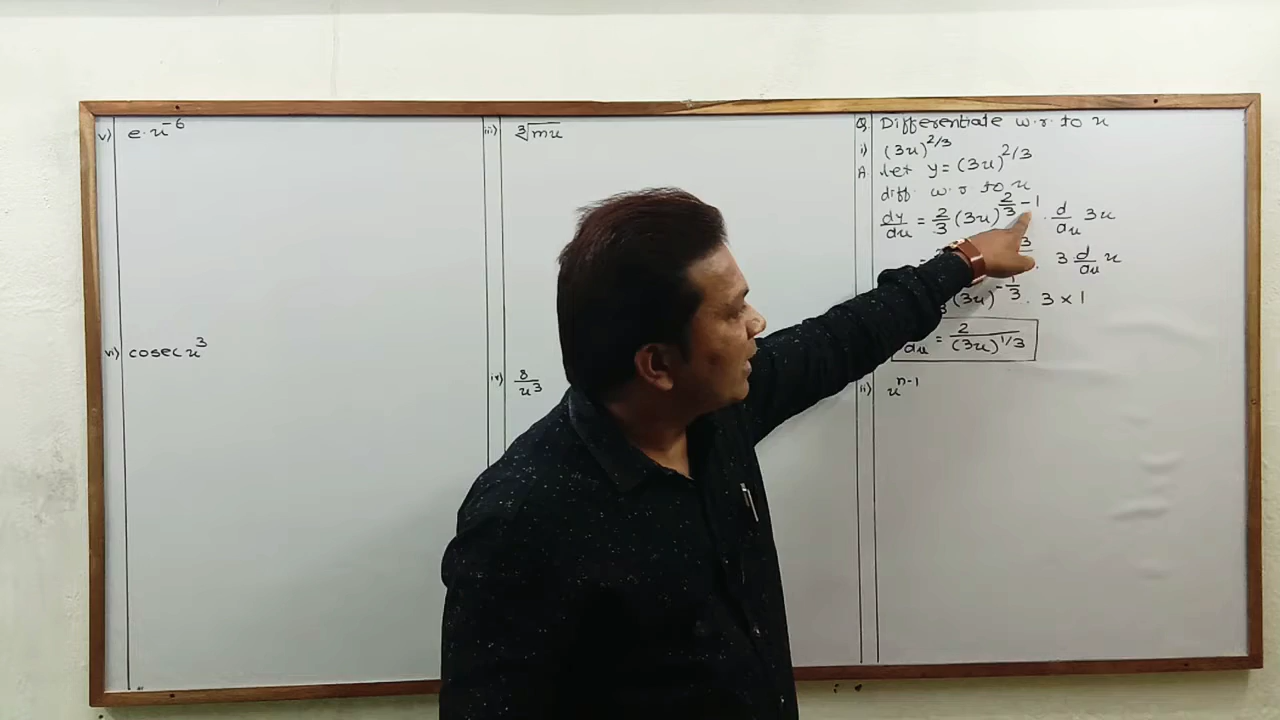 v) e·x⁻⁶
vi) cosec x³
iii) ∛mx
iv) 8/x³
Q. Differentiate w.r. to x
i) (3x)^2/3
A. let y = (3x)^2/3
diff. w.r to x
dy/dx = 2/3 (3x)^(2/3 - 1) · d/dx 3x
3 · 3 d/dx x
3 (3x)^-1/3 · 3 × 1
dx = 2/(3x)^1/3
ii) x^n-1